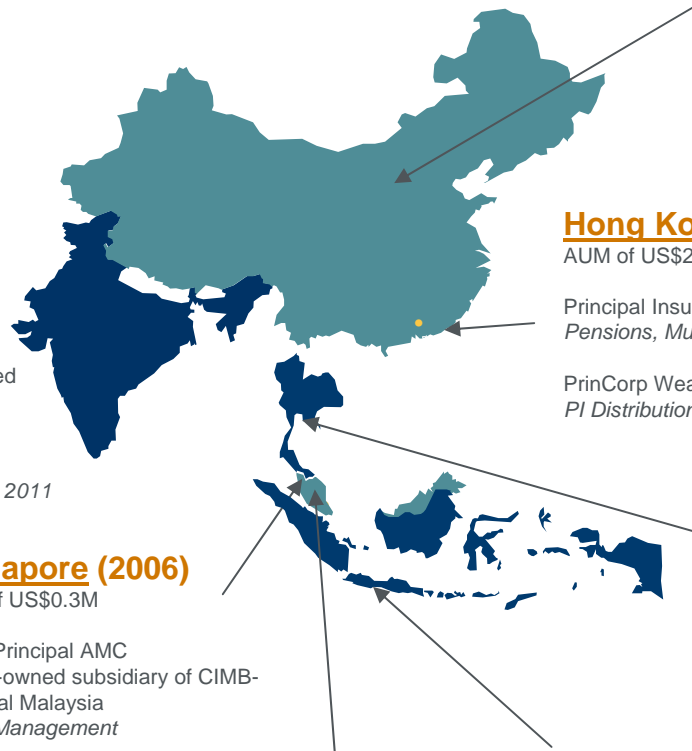 Hong Ko
AUM of US$2
Principal Insu
Pensions, Mu
PrinCorp Wea
PI Distribution
ed
2011
apore (2006)
f US$0.3M
Principal AMC
-owned subsidiary of CIMB-
al Malaysia
Management